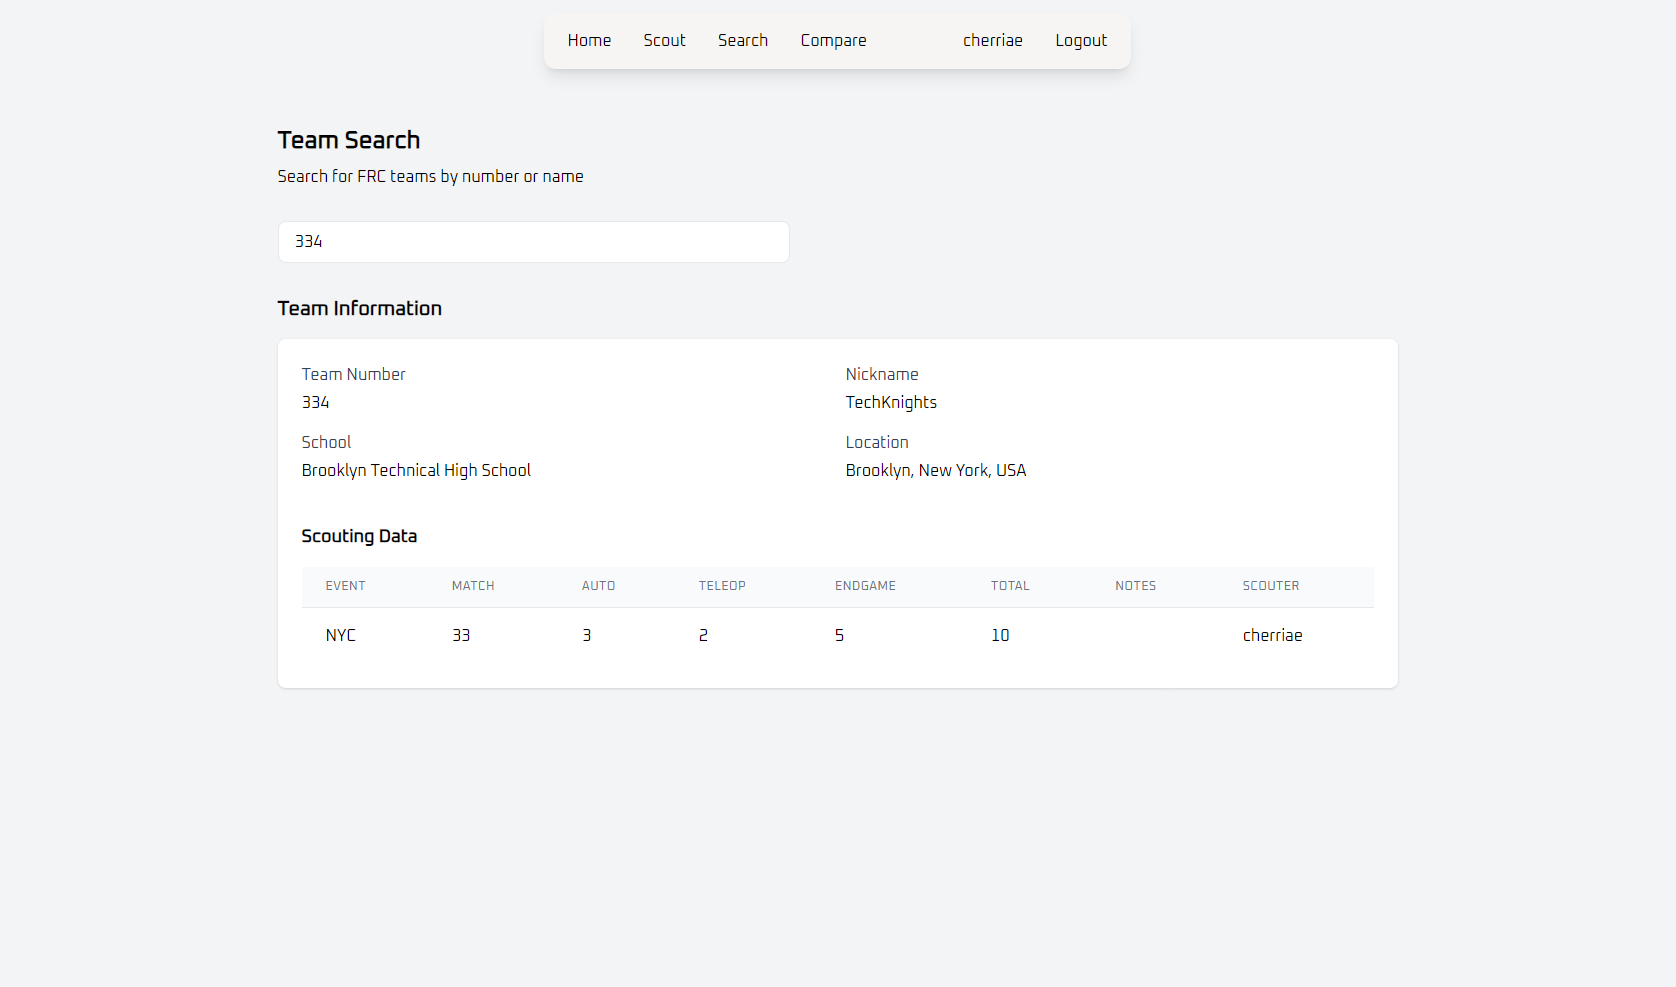 Home Scout Search Compare cherriae Logout
Team Search
Search for FRC teams by number or name
334
Team Information
Team Number Nickname
334 TechKnights
School Location
Brooklyn Technical High School Brooklyn, New York, USA
Scouting Data
EVENT MATCH AUTO TELEOP ENDGAME TOTAL NOTES SCOUTER
NYC 33 3 2 5 10 cherriae